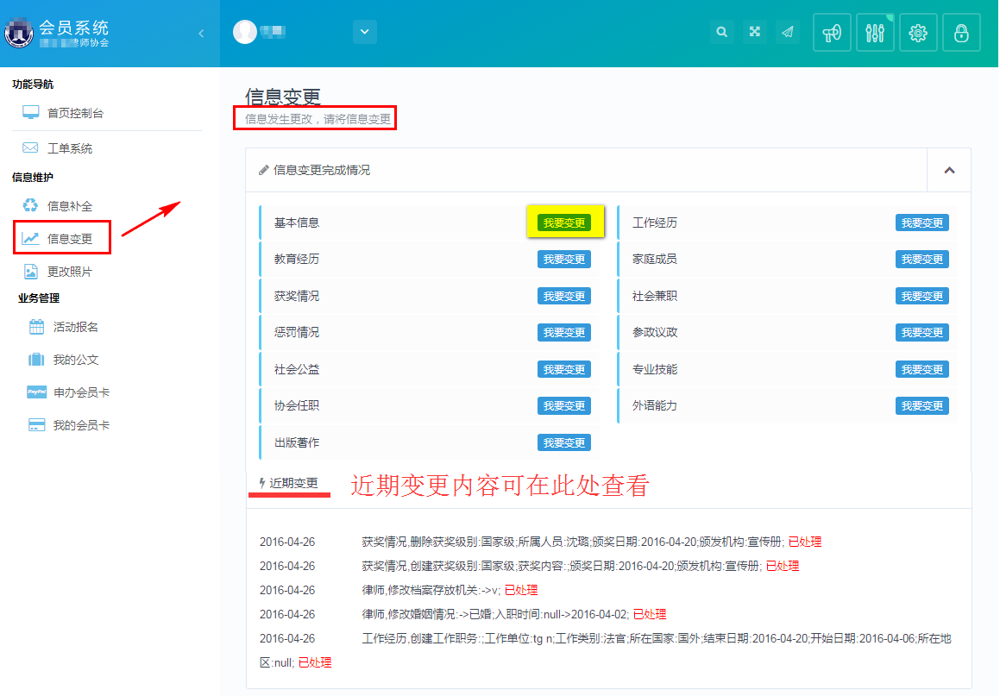 会员系统
律师协会
功能导航
首页控制台
工单系统
信息维护
信息补全
信息变更
更改照片
业务管理
活动报名
我的公文
PayPal
申办会员卡
我的会员卡
信息变更
信息发生更改，请将信息变更
信息变更完成情况
基本信息 我要变更 工作经历 我要变更
教育经历 我要变更 家庭成员 我要变更
获奖情况 我要变更 社会兼职 我要变更
惩罚情况 我要变更 参政议政 我要变更
社会公益 我要变更 专业技能 我要变更
协会任职 我要变更 外语能力 我要变更
出版著作 我要变更
近期变更 近期变更内容可在此处查看
2016-04-26 获奖情况,删除获奖级别:国家级;所属人员:沈璐;颁奖日期:2016-04-20;颁发机构:宣传册; 已处理
2016-04-26 获奖情况,创建获奖级别:国家级;获奖内容:;颁奖日期:2016-04-20;颁发机构:宣传册; 已处理
2016-04-26 律师,修改档案存放机关:->v; 已处理
2016-04-26 律师,修改婚姻情况:->已婚;入职时间:null->2016-04-02; 已处理
2016-04-26 工作经历,创建工作职务:;工作单位:tg n;工作类别:法官;所在国家:国外;结束日期:2016-04-20;开始日期:2016-04-06;所在地
区:null; 已处理